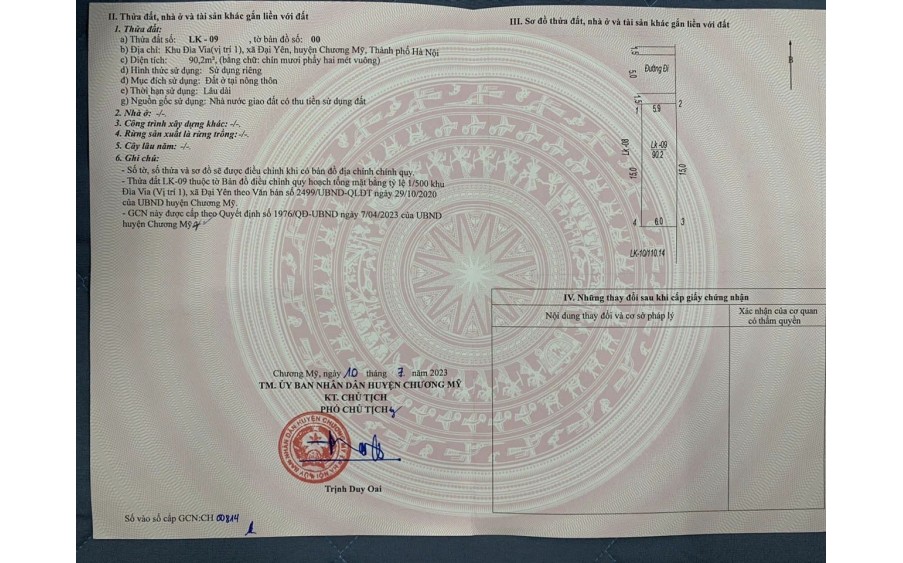 II. Thửa đất, nhà ở và tài sản khác gắn liền với đất
1. Thửa đất:
a) Thửa đất số: LK - 09 , tờ bản đồ số: 00
b) Địa chỉ: Khu Đìa Via(vị trí 1), xã Đại Yên, huyện Chương Mỹ, Thành phố Hà Nội
c) Diện tích: 90,2m², (bằng chữ: chín mươi phẩy hai mét vuông)
d) Hình thức sử dụng: Sử dụng riêng
đ) Mục đích sử dụng: Đất ở tại nông thôn
e) Thời hạn sử dụng: Lâu dài
g) Nguồn gốc sử dụng: Nhà nước giao đất có thu tiền sử dụng đất
2. Nhà ở: -/-.
3. Công trình xây dựng khác: -/-.
4. Rừng sản xuất là rừng trồng: -/-.
5. Cây lâu năm: -/-.
6. Ghi chú:
- Số tờ, số thửa và sơ đồ sẽ được điều chỉnh khi có bản đồ địa chính chính quy.
- Thửa đất LK-09 thuộc tờ Bản đồ điều chỉnh quy hoạch tổng mặt bằng tỷ lệ 1/500 khu
Đìa Via (Vị trí 1), xã Đại Yên theo Văn bản số 2499/UBND-QLĐT ngày 29/10/2020
của UBND huyện Chương Mỹ.
- GCN này được cấp theo Quyết định số 1976/QĐ-UBND ngày 7/04/2023 của UBND
huyện Chương Mỹ
Chương Mỹ, ngày 10 tháng 7 năm 2023
TM. ỦY BAN NHÂN DÂN HUYỆN CHƯƠNG MỸ
KT. CHỦ TỊCH
PHÓ CHỦ TỊCH
Trịnh Duy Oai
Số vào sổ cấp GCN:CH 00814
III. Sơ đồ thửa đất, nhà ở và tài sản khác gắn liền với đất
B
1,5
5,0
Đường Đi
1,5
1
5,9
2
LK -08
Lk -09
90,2
15,0
15,0
4
6,0
3
LK-10/110,14
IV. Những thay đổi sau khi cấp giấy chứng nhận
Nội dung thay đổi và cơ sở pháp lý
Xác nhận của cơ quan
có thẩm quyền